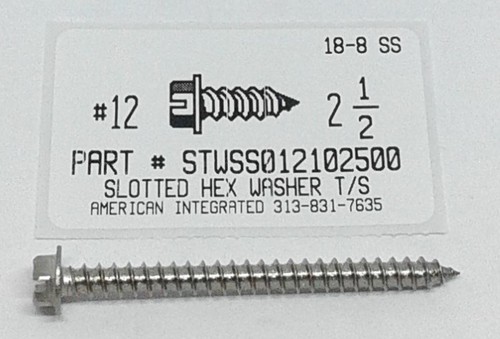 18-8 SS
#12 2 1/2
PART # STWSS012102500
SLOTTED HEX WASHER T/S
AMERICAN INTEGRATED 313-831-7635